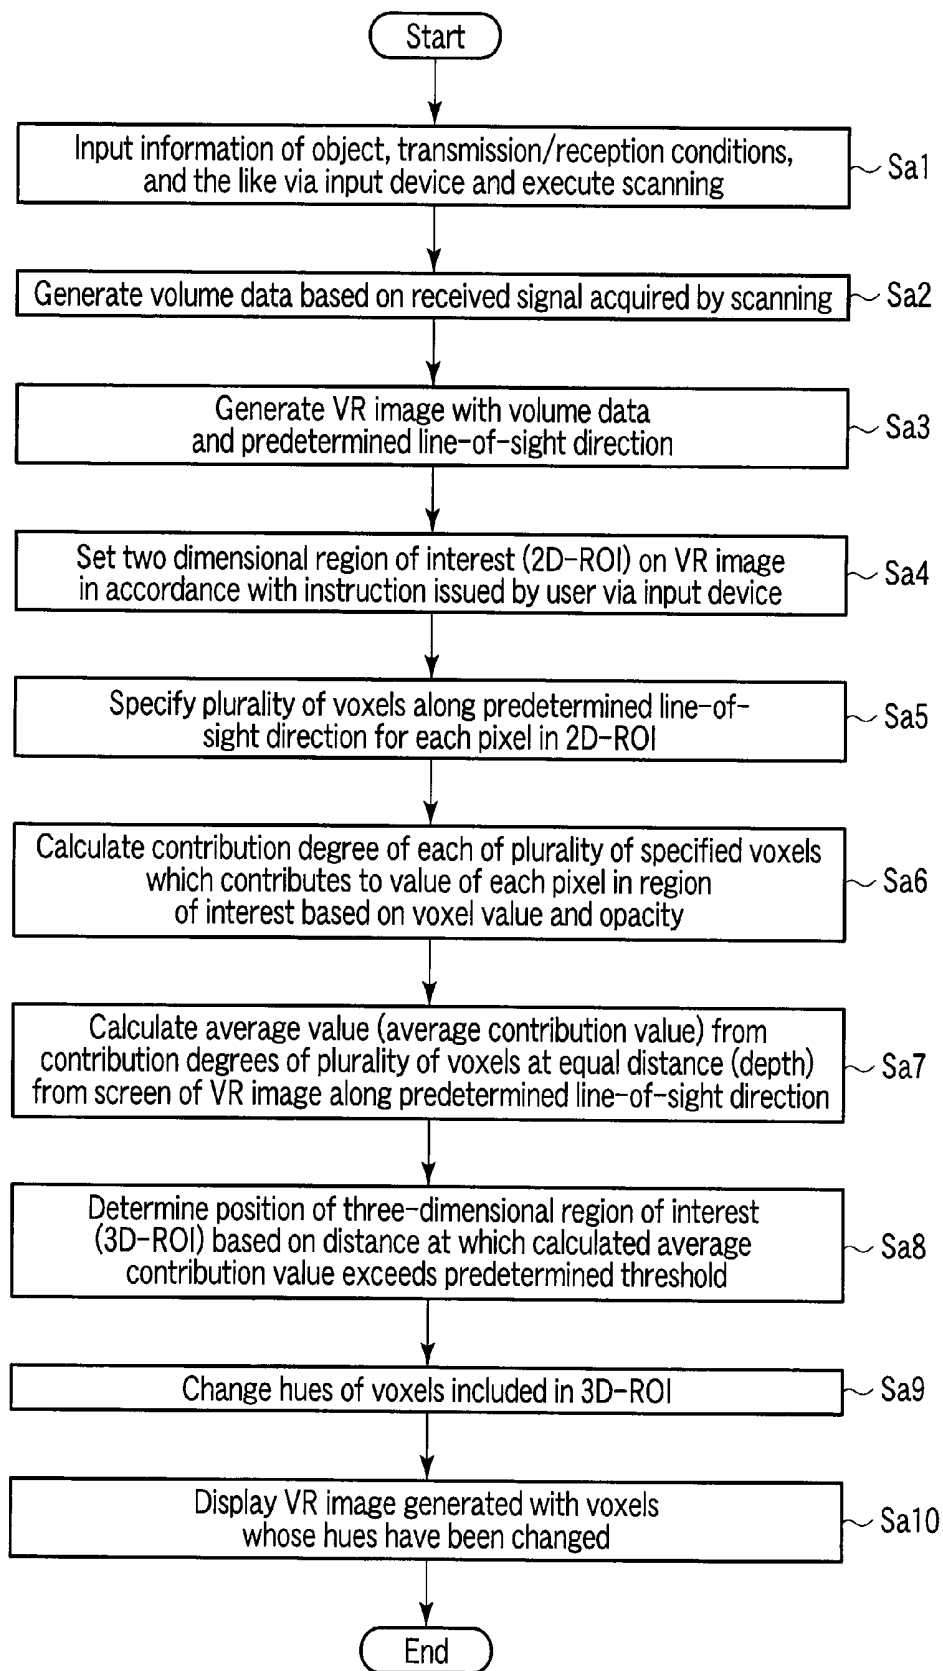 Start
Input information of object, transmission/reception conditions,
and the like via input device and execute scanning
Sa1
Generate volume data based on received signal acquired by scanning
Sa2
Generate VR image with volume data
and predetermined line-of-sight direction
Sa3
Set two dimensional region of interest (2D-ROI) on VR image
in accordance with instruction issued by user via input device
Sa4
Specify plurality of voxels along predetermined line-of-
sight direction for each pixel in 2D-ROI
Sa5
Calculate contribution degree of each of plurality of specified voxels
which contributes to value of each pixel in region
of interest based on voxel value and opacity
Sa6
Calculate average value (average contribution value) from
contribution degrees of plurality of voxels at equal distance (depth)
from screen of VR image along predetermined line-of-sight direction
Sa7
Determine position of three-dimensional region of interest
(3D-ROI) based on distance at which calculated average
contribution value exceeds predetermined threshold
Sa8
Change hues of voxels included in 3D-ROI
Sa9
Display VR image generated with voxels
whose hues have been changed
Sa10
End